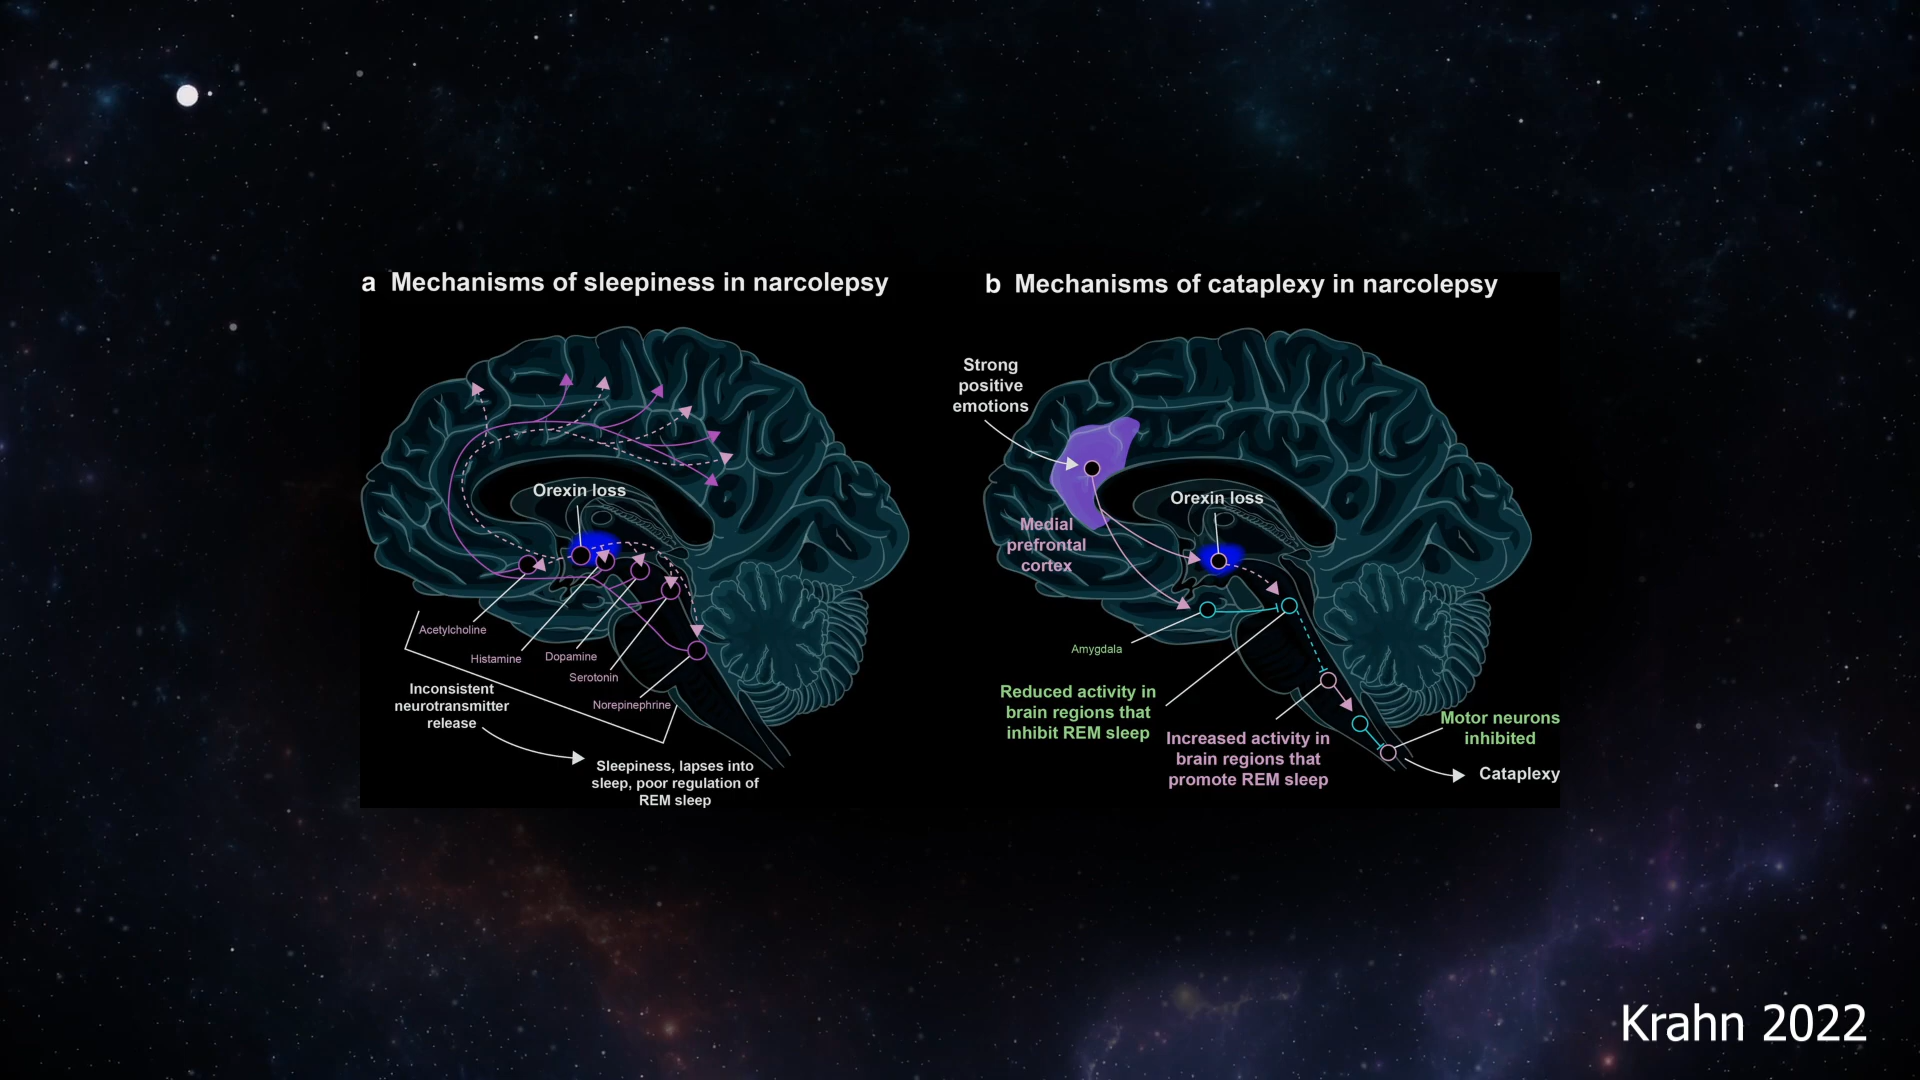 a Mechanisms of sleepiness in narcolepsy
Orexin loss
Acetylcholine
Histamine
Dopamine
Serotonin
Norepinephrine
Inconsistent
neurotransmitter
release
Sleepiness, lapses into
sleep, poor regulation of
REM sleep
b Mechanisms of cataplexy in narcolepsy
Strong
positive
emotions
Orexin loss
Medial
prefrontal
cortex
Amygdala
Reduced activity in
brain regions that
inhibit REM sleep
Increased activity in
brain regions that
promote REM sleep
Motor neurons
inhibited
Cataplexy
Krahn 2022